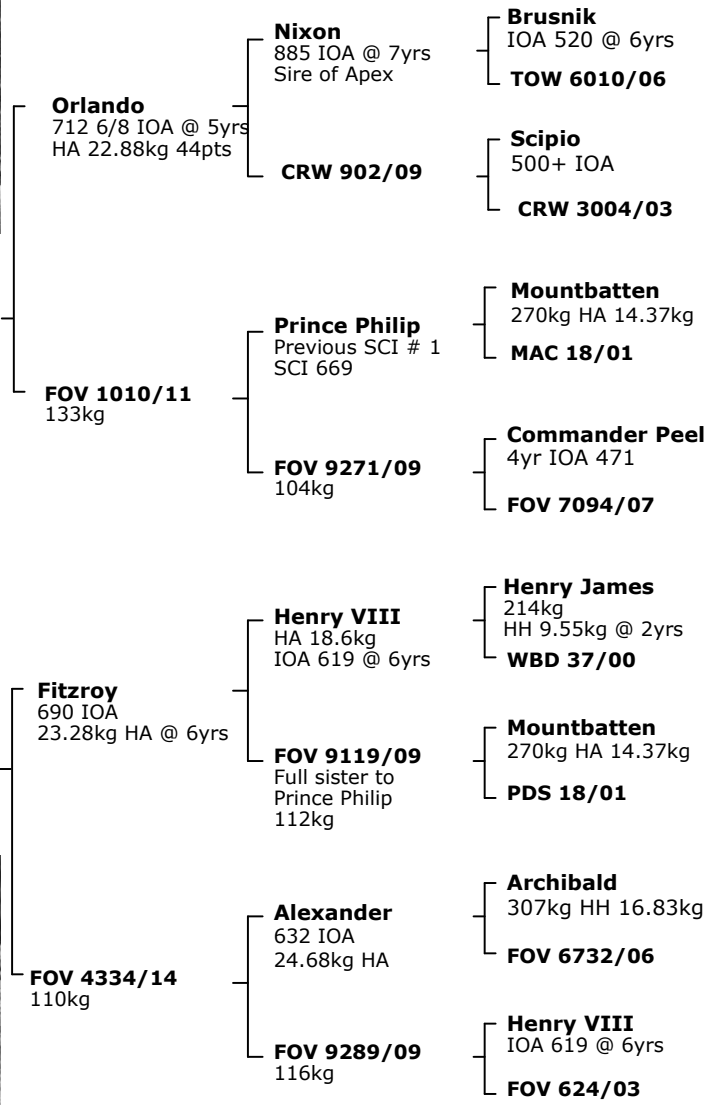 Orlando
712 6/8 IOA @ 5yrs
HA 22.88kg 44pts
FOV 1010/11
133kg
Nixon
885 IOA @ 7yrs
Sire of Apex
CRW 902/09
Prince Philip
Previous SCI # 1
SCI 669
FOV 9271/09
104kg
Brusnik
IOA 520 @ 6yrs
TOW 6010/06
Scipio
500+ IOA
CRW 3004/03
Mountbatten
270kg HA 14.37kg
MAC 18/01
Commander Peel
4yr IOA 471
FOV 7094/07
Fitzroy
690 IOA
23.28kg HA @ 6yrs
FOV 4334/14
110kg
Henry VIII
HA 18.6kg
IOA 619 @ 6yrs
FOV 9119/09
Full sister to
Prince Philip
112kg
Alexander
632 IOA
24.68kg HA
FOV 9289/09
116kg
Henry James
214kg
HH 9.55kg @ 2yrs
WBD 37/00
Mountbatten
270kg HA 14.37kg
PDS 18/01
Archibald
307kg HH 16.83kg
FOV 6732/06
Henry VIII
IOA 619 @ 6yrs
FOV 624/03